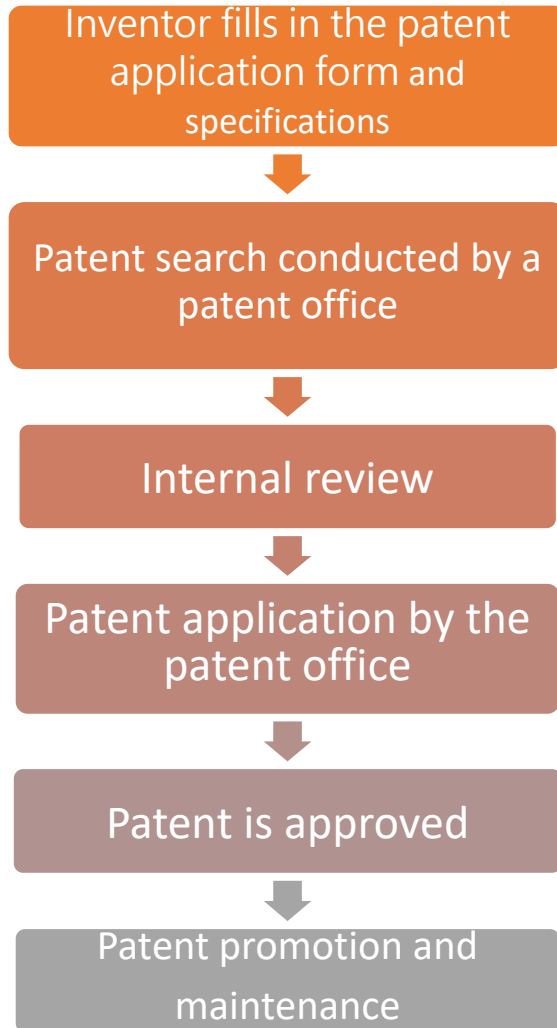 Inventor fills in the patent
application form and
specifications
Patent search conducted by a
patent office
Internal review
Patent application by the
patent office
Patent is approved
Patent promotion and
maintenance